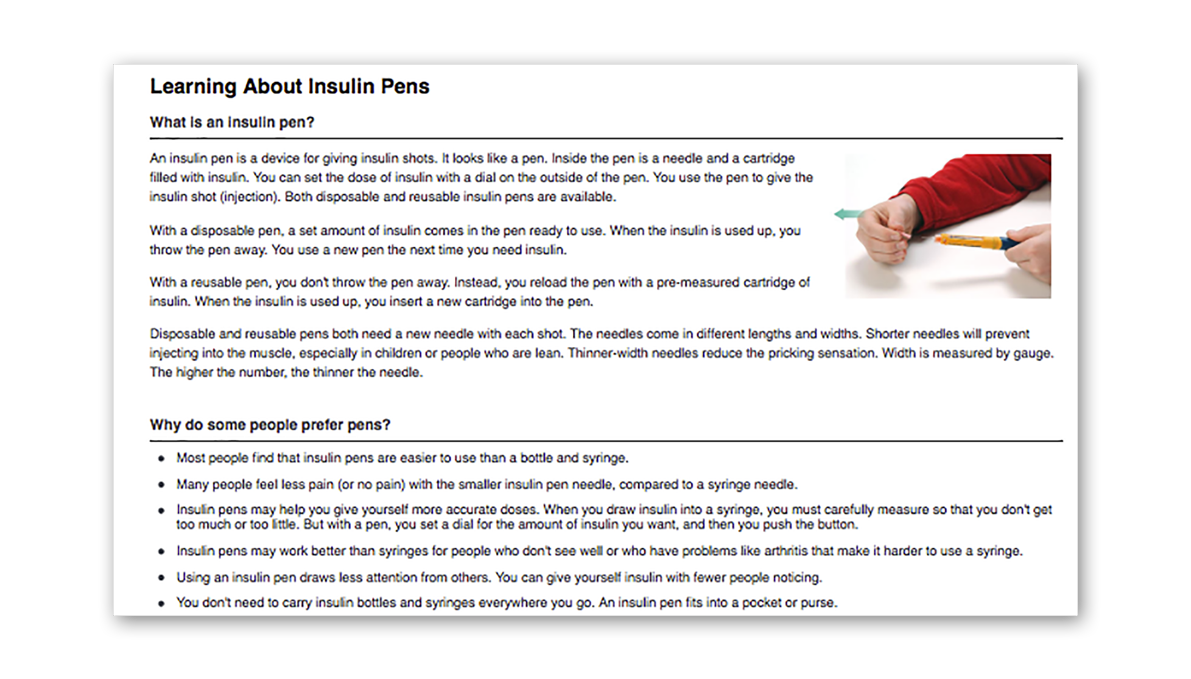 Learning About Insulin Pens
What is an insulin pen?
An insulin pen is a device for giving insulin shots. It looks like a pen. Inside the pen is a needle and a cartridge
filled with insulin. You can set the dose of insulin with a dial on the outside of the pen. You use the pen to give the
insulin shot (injection). Both disposable and reusable insulin pens are available.
With a disposable pen, a set amount of insulin comes in the pen ready to use. When the insulin is used up, you
throw the pen away. You use a new pen the next time you need insulin.
With a reusable pen, you don't throw the pen away. Instead, you reload the pen with a pre-measured cartridge of
insulin. When the insulin is used up, you insert a new cartridge into the pen.
Disposable and reusable pens both need a new needle with each shot. The needles come in different lengths and widths. Shorter needles will prevent
injecting into the muscle, especially in children or people who are lean. Thinner-width needles reduce the pricking sensation. Width is measured by gauge.
The higher the number, the thinner the needle.
Why do some people prefer pens?
• Most people find that insulin pens are easier to use than a bottle and syringe.
• Many people feel less pain (or no pain) with the smaller insulin pen needle, compared to a syringe needle.
• Insulin pens may help you give yourself more accurate doses. When you draw insulin into a syringe, you must carefully measure so that you don't get
too much or too little. But with a pen, you set a dial for the amount of insulin you want, and then you push the button.
• Insulin pens may work better than syringes for people who don't see well or who have problems like arthritis that make it harder to use a syringe.
• Using an insulin pen draws less attention from others. You can give yourself insulin with fewer people noticing.
• You don't need to carry insulin bottles and syringes everywhere you go. An insulin pen fits into a pocket or purse.